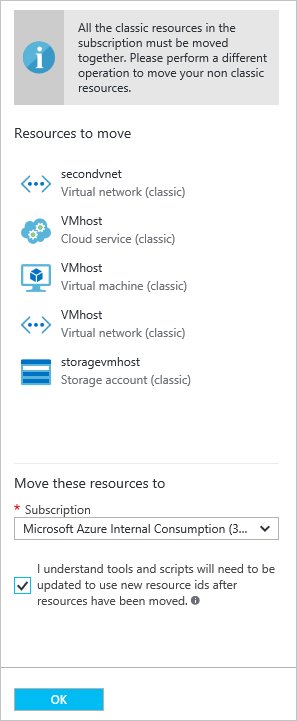 All the classic resources in the
subscription must be moved
together. Please perform a different
operation to move your non classic
resources.
Resources to move
secondvnet
Virtual network (classic)
VMhost
Cloud service (classic)
VMhost
Virtual machine (classic)
VMhost
Virtual network (classic)
storagevmhost
Storage account (classic)
Move these resources to
* Subscription
Microsoft Azure Internal Consumption (3...
I understand tools and scripts will need to be
updated to use new resource ids after
resources have been moved.
OK